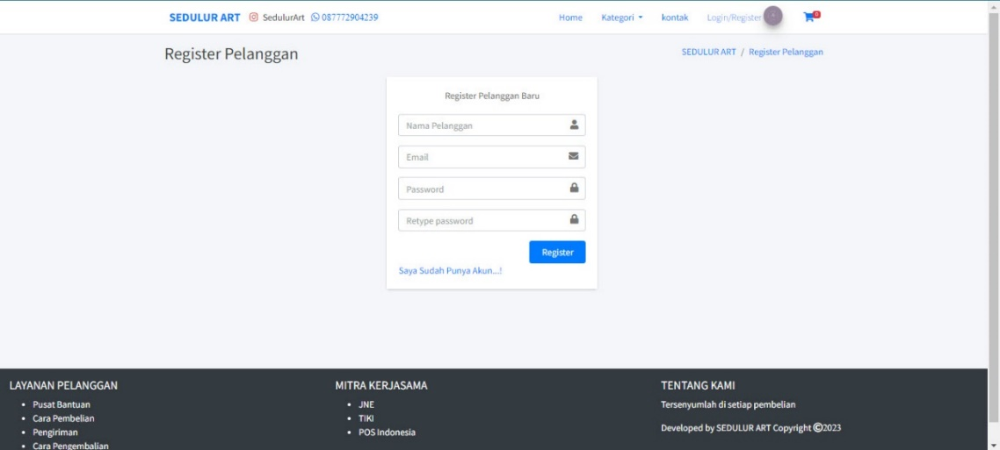 SEDULUR ART SedulurArt 087772904239 Home Kategori kontak Login/Register 0
Register Pelanggan
SEDULUR ART / Register Pelanggan
Register Pelanggan Baru
Nama Pelanggan
Email
Password
Retype password
Register
Saya Sudah Punya Akun...!
LAYANAN PELANGGAN
• Pusat Bantuan
• Cara Pembelian
• Pengiriman
• Cara Pengembalian
MITRA KERJASAMA
• JNE
• TIKI
• POS Indonesia
TENTANG KAMI
Tersenyumlah di setiap pembelian
Developed by SEDULUR ART Copyright ©2023